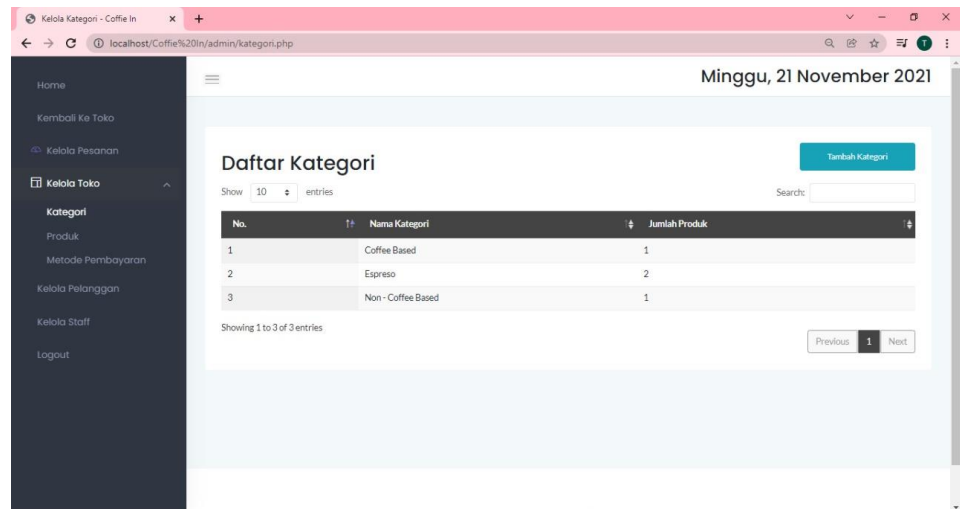 Kelola Kategori - Coffie In
localhost/Coffie%20In/admin/kategori.php
T
Home
Kembali Ke Toko
Kelola Pesanan
Kelola Toko
Kategori
Produk
Metode Pembayaran
Kelola Pelanggan
Kelola Staff
Logout
Minggu, 21 November 2021
Daftar Kategori
Tambah Kategori
Show 10 entries
Search:
No. Nama Kategori Jumlah Produk
1 Coffee Based 1
2 Espreso 2
3 Non - Coffee Based 1
Showing 1 to 3 of 3 entries
Previous 1 Next